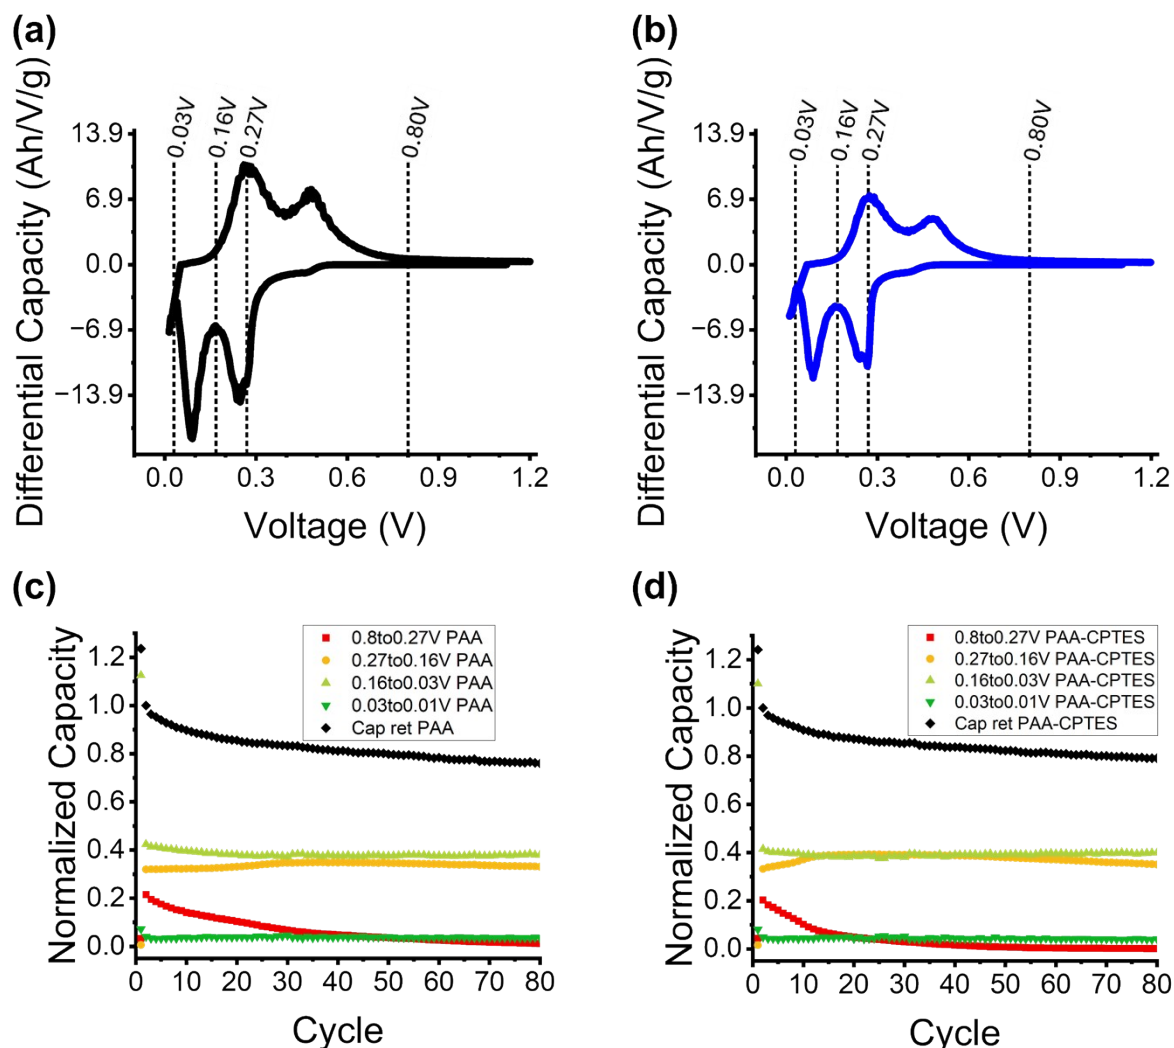 (a)
Differential Capacity (Ah/V/g)
13.9
6.9
0.0
−6.9
−13.9
0.03V
0.16V
0.27V
0.80V
0.0 0.3 0.6 0.9 1.2
Voltage (V)
(b)
Differential Capacity (Ah/V/g)
13.9
6.9
0.0
−6.9
−13.9
0.03V
0.16V
0.27V
0.80V
0.0 0.3 0.6 0.9 1.2
Voltage (V)
(c)
Normalized Capacity
1.2
1.0
0.8
0.6
0.4
0.2
0.0
0.8to0.27V PAA
0.27to0.16V PAA
0.16to0.03V PAA
0.03to0.01V PAA
Cap ret PAA
0 10 20 30 40 50 60 70 80
Cycle
(d)
Normalized Capacity
1.2
1.0
0.8
0.6
0.4
0.2
0.0
0.8to0.27V PAA-CPTES
0.27to0.16V PAA-CPTES
0.16to0.03V PAA-CPTES
0.03to0.01V PAA-CPTES
Cap ret PAA-CPTES
0 10 20 30 40 50 60 70 80
Cycle